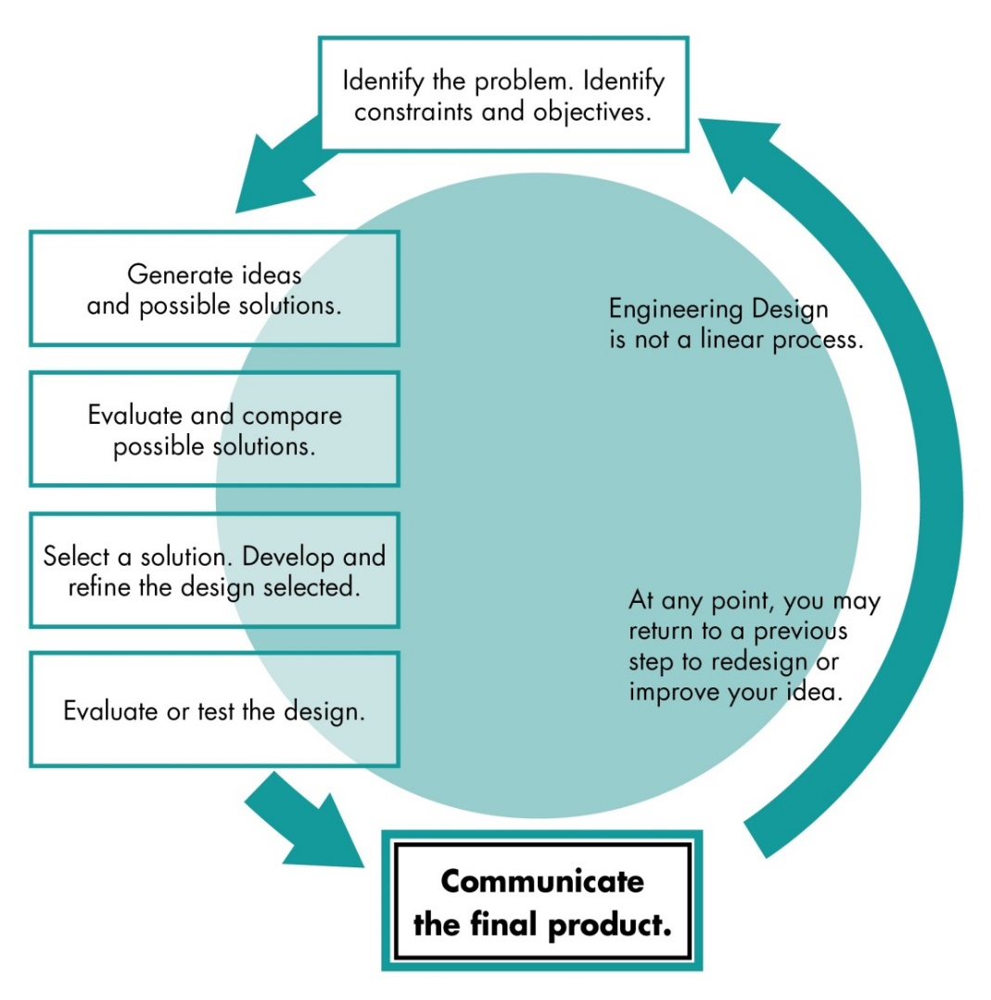 Identify the problem. Identify
constraints and objectives.
Generate ideas
and possible solutions.
Evaluate and compare
possible solutions.
Select a solution. Develop and
refine the design selected.
Evaluate or test the design.
Communicate
the final product.
Engineering Design
is not a linear process.
At any point, you may
return to a previous
step to redesign or
improve your idea.